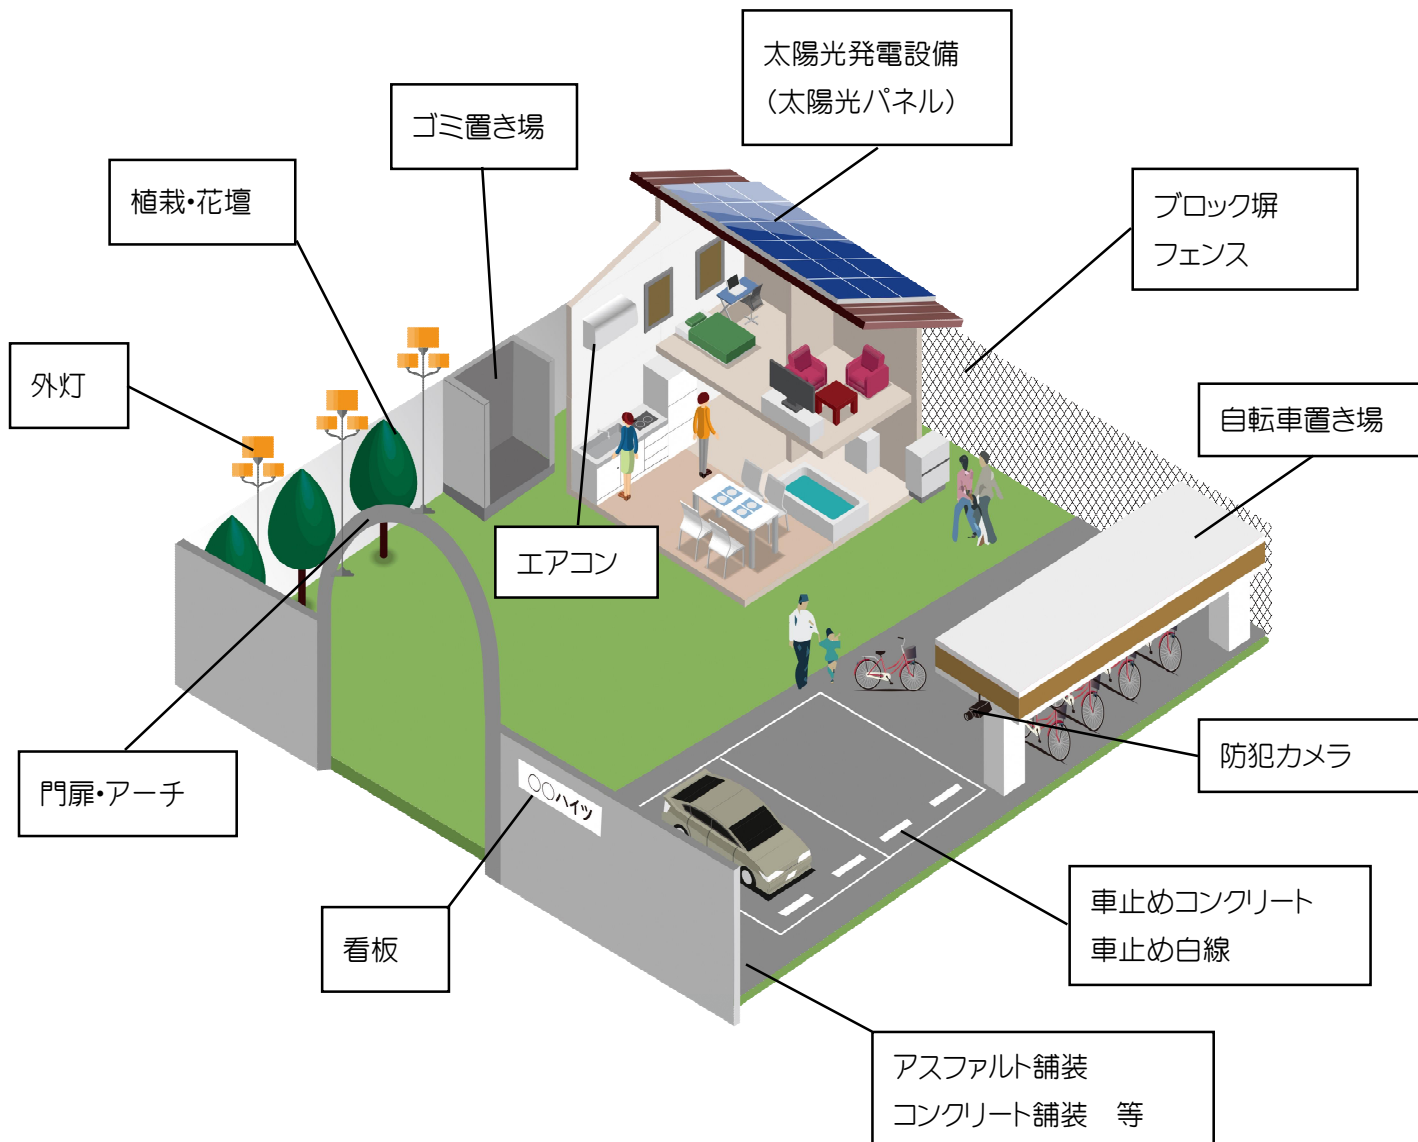 太陽光発電設備
(太陽光パネル)
ゴミ置き場
植栽・花壇
ブロック塀
フェンス
外灯
自転車置き場
エアコン
門扉・アーチ
○○ハイツ
防犯カメラ
看板
車止めコンクリート
車止め白線
アスファルト舗装
コンクリート舗装　等